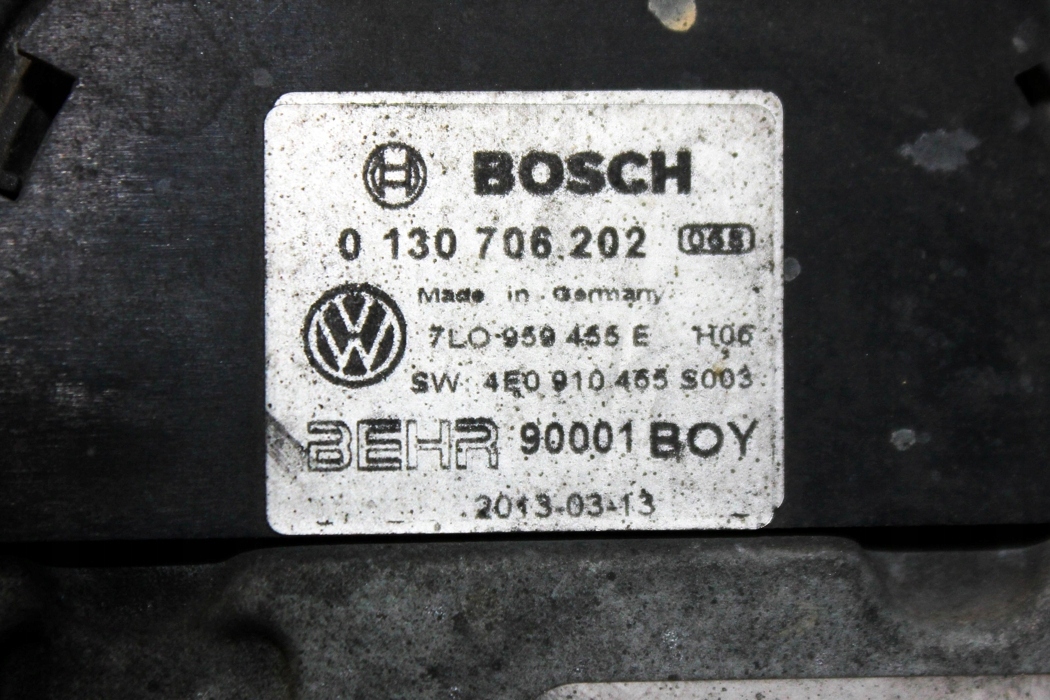 BOSCH
0 130 706 202 065
Made in Germany
7L0 959 455 E H06
SW 4E0 910 455 S003
BEHR 90001 BOY
2013-03-13